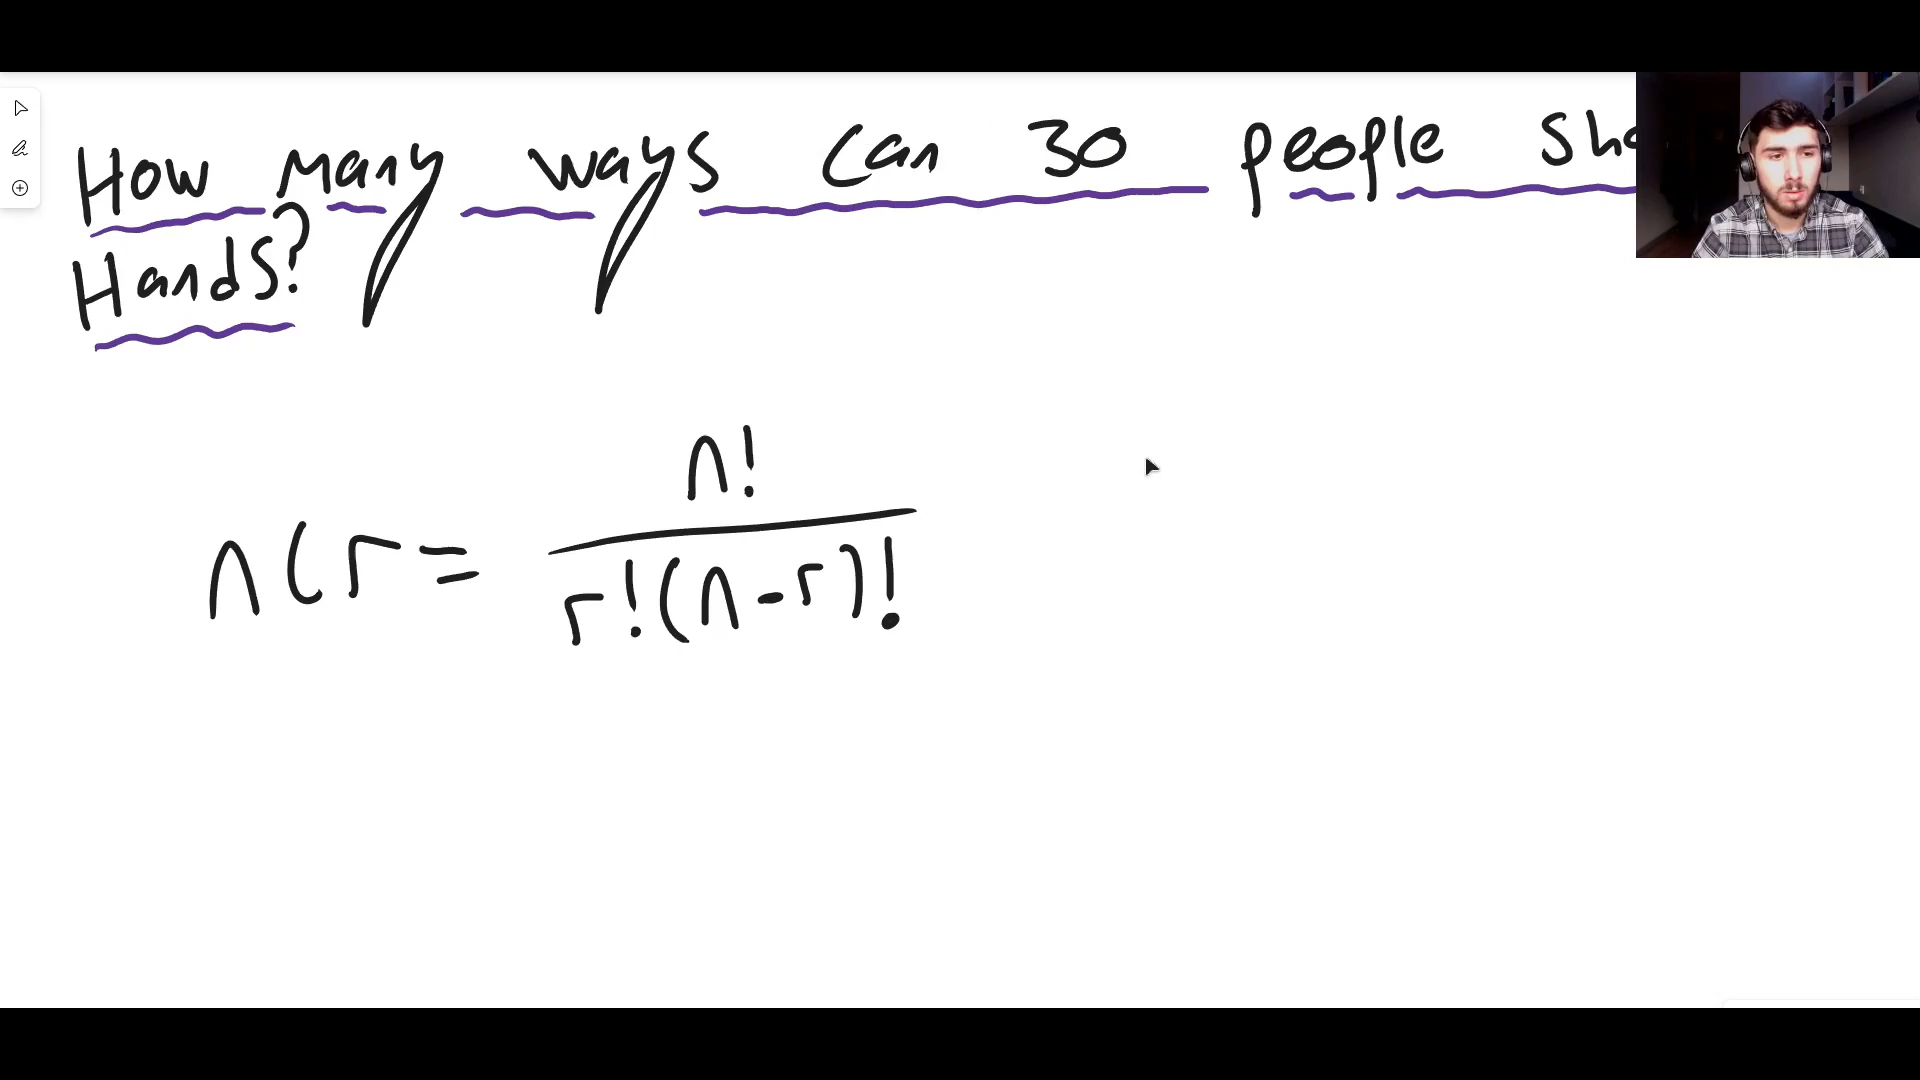 How many ways can 30 people
Hands?
nCr = n! / r!(n-r)!